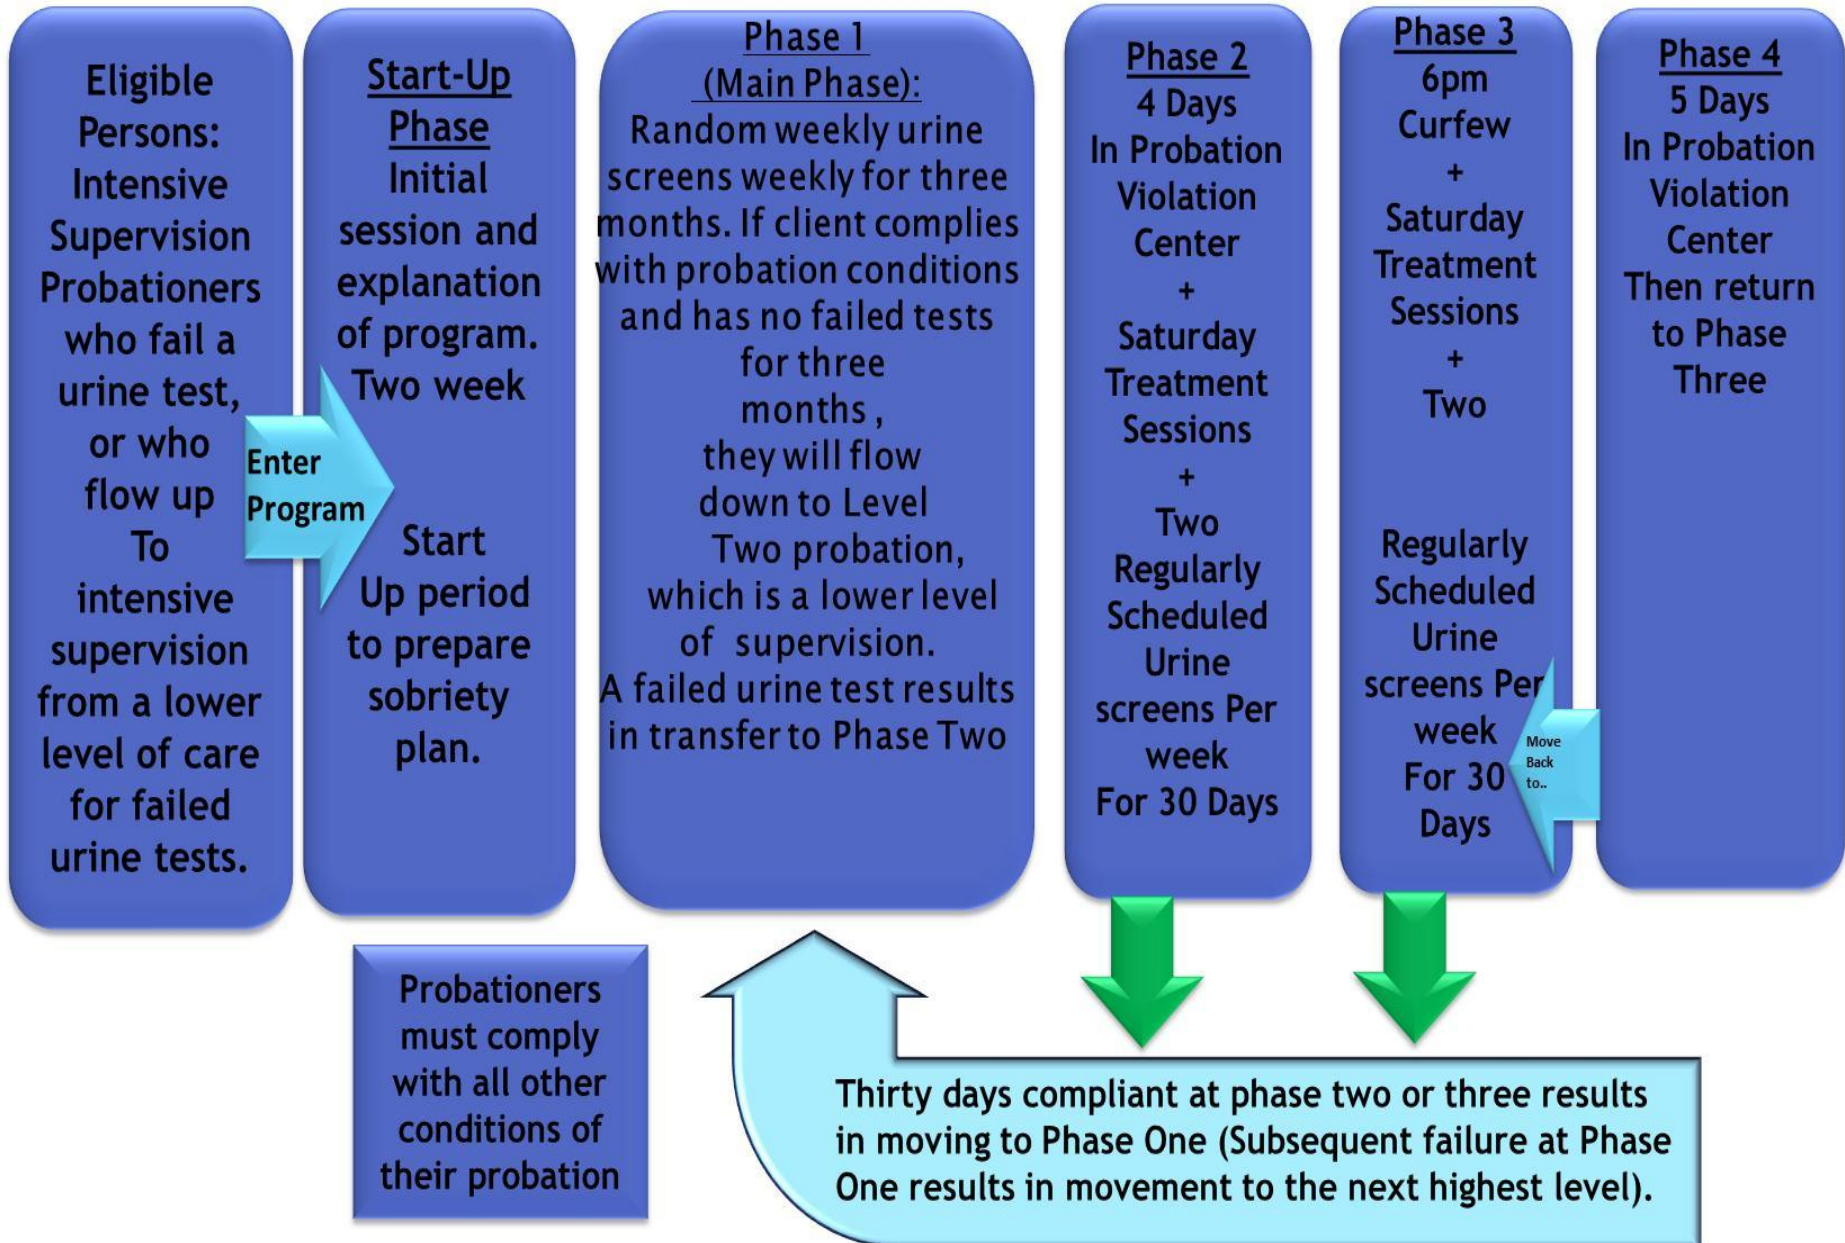 Eligible
Persons:
Intensive
Supervision
Probationers
who fail a
urine test,
or who
flow up
To
intensive
supervision
from a lower
level of care
for failed
urine tests.
Enter
Program
Start-Up
Phase
Initial
session and
explanation
of program.
Two week
Start
Up period
to prepare
sobriety
plan.
Phase 1
(Main Phase):
Random weekly urine
screens weekly for three
months. If client complies
with probation conditions
and has no failed tests
for three
months ,
they will flow
down to Level
Two probation,
which is a lower level
of supervision.
A failed urine test results
in transfer to Phase Two
Phase 2
4 Days
In Probation
Violation
Center
+
Saturday
Treatment
Sessions
+
Two
Regularly
Scheduled
Urine
screens Per
week
For 30 Days
Phase 3
6pm
Curfew
+
Saturday
Treatment
Sessions
+
Two
Regularly
Scheduled
Urine
screens Per
week
For 30
Days
Move
Back
to..
Phase 4
5 Days
In Probation
Violation
Center
Then return
to Phase
Three
Probationers
must comply
with all other
conditions of
their probation
Thirty days compliant at phase two or three results
in moving to Phase One (Subsequent failure at Phase
One results in movement to the next highest level).